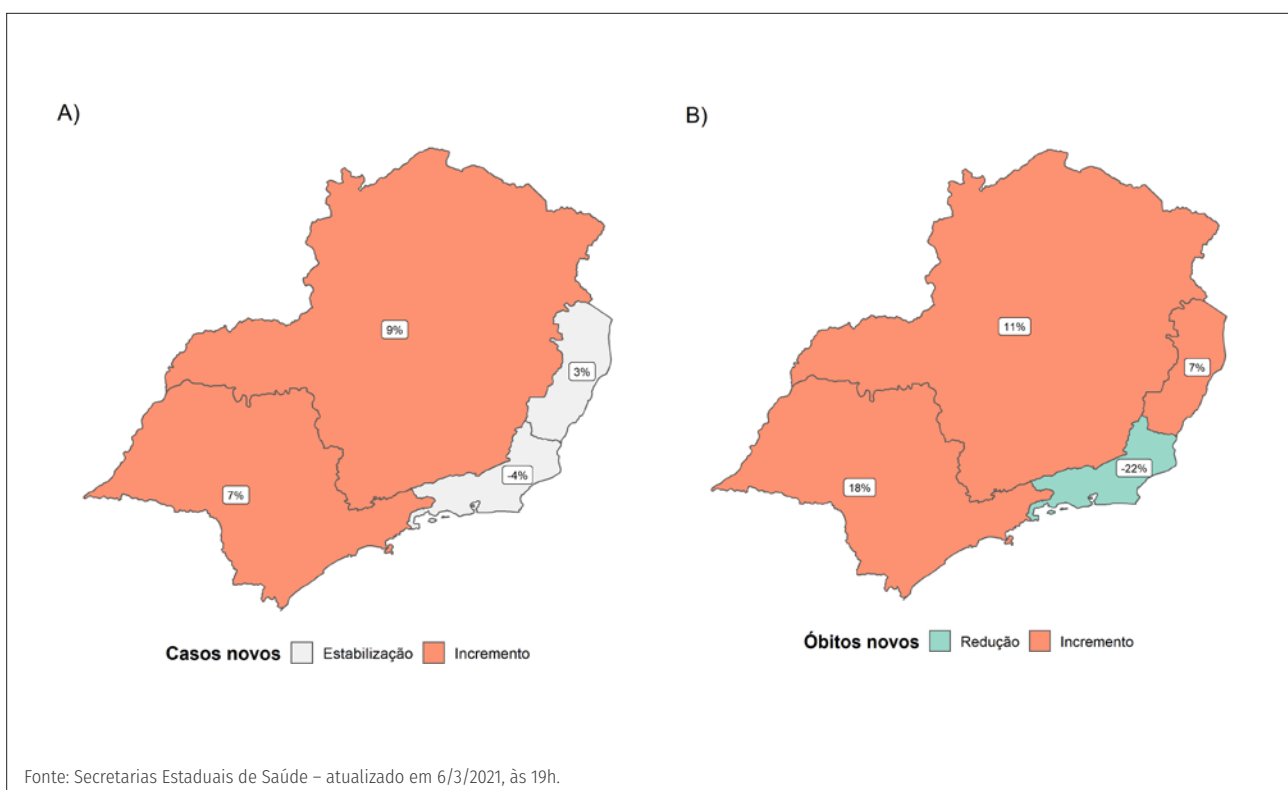 A)
9%
3%
-4%
7%
Casos novos Estabilização Incremento
B)
11%
7%
-22%
18%
Óbitos novos Redução Incremento
Fonte: Secretarias Estaduais de Saúde – atualizado em 6/3/2021, às 19h.